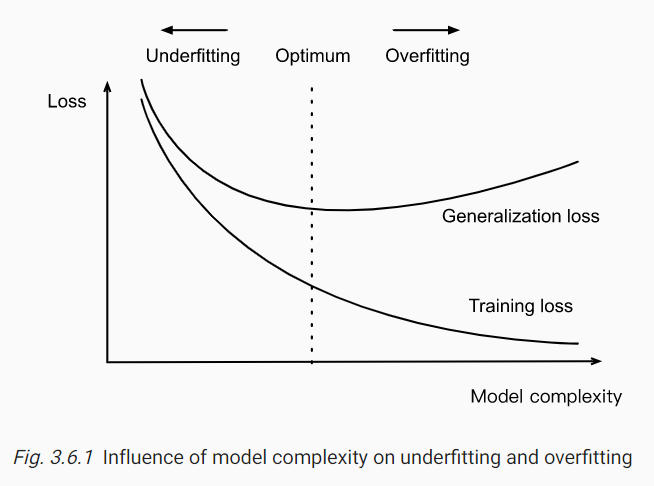 Underfitting Optimum Overfitting
Loss
Generalization loss
Training loss
Model complexity
Fig. 3.6.1 Influence of model complexity on underfitting and overfitting